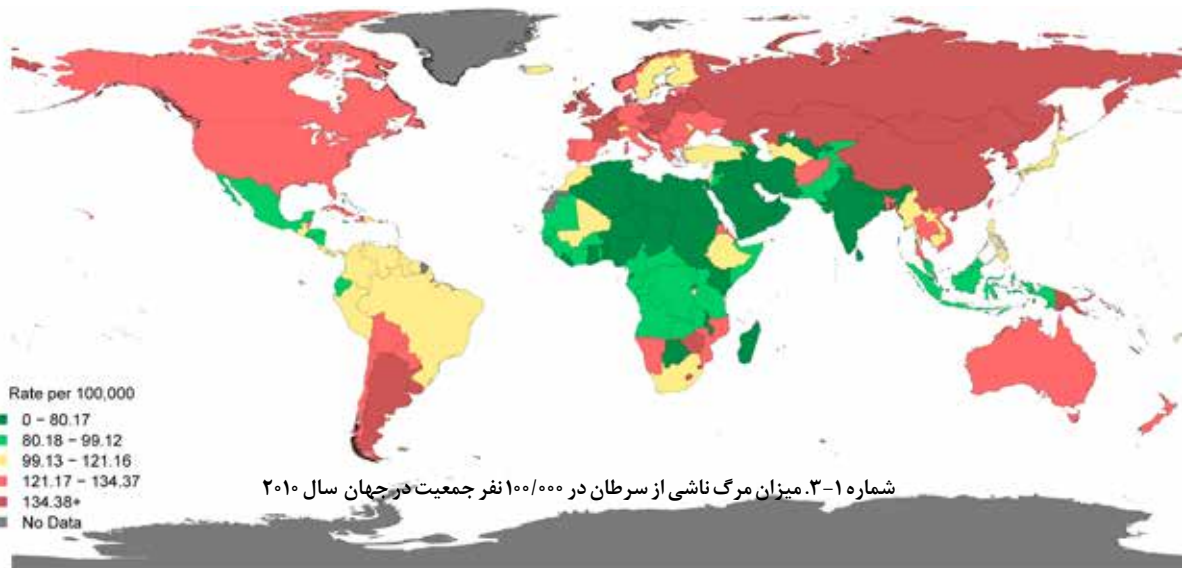 Rate per 100,000
0 – 80.17
80.18 – 99.12
99.13 – 121.16
121.17 – 134.37
134.38+
No Data
شماره ۱-۳. میزان مرگ ناشی از سرطان در ۱۰۰/۰۰۰ نفر جمعیت در جهان سال ۲۰۱۰